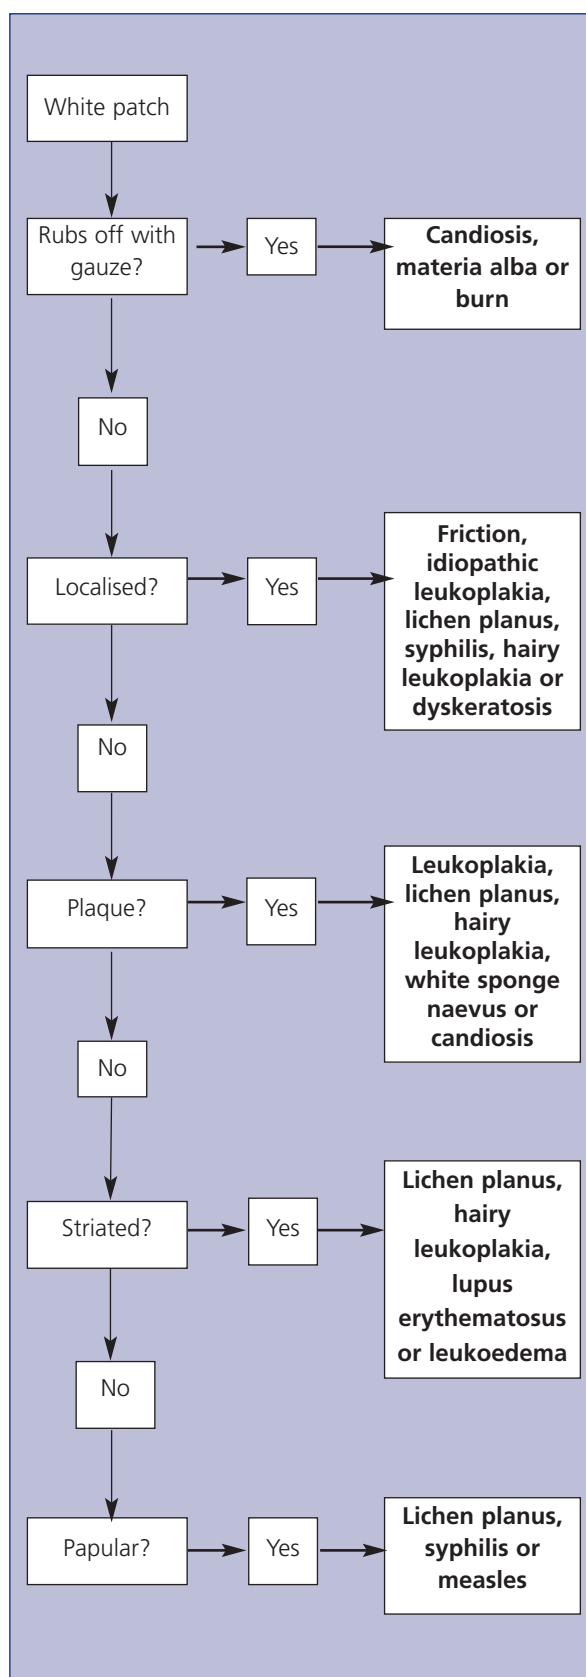 White patch
Rubs off with
gauze?
Yes
Candiosis,
materia alba or
burn
No
Localised?
Yes
Friction,
idiopathic
leukoplakia,
lichen planus,
syphilis, hairy
leukoplakia or
dyskeratosis
No
Plaque?
Yes
Leukoplakia,
lichen planus,
hairy
leukoplakia,
white sponge
naevus or
candiosis
No
Striated?
Yes
Lichen planus,
hairy
leukoplakia,
lupus
erythematosus
or leukoedema
No
Papular?
Yes
Lichen planus,
syphilis or
measles